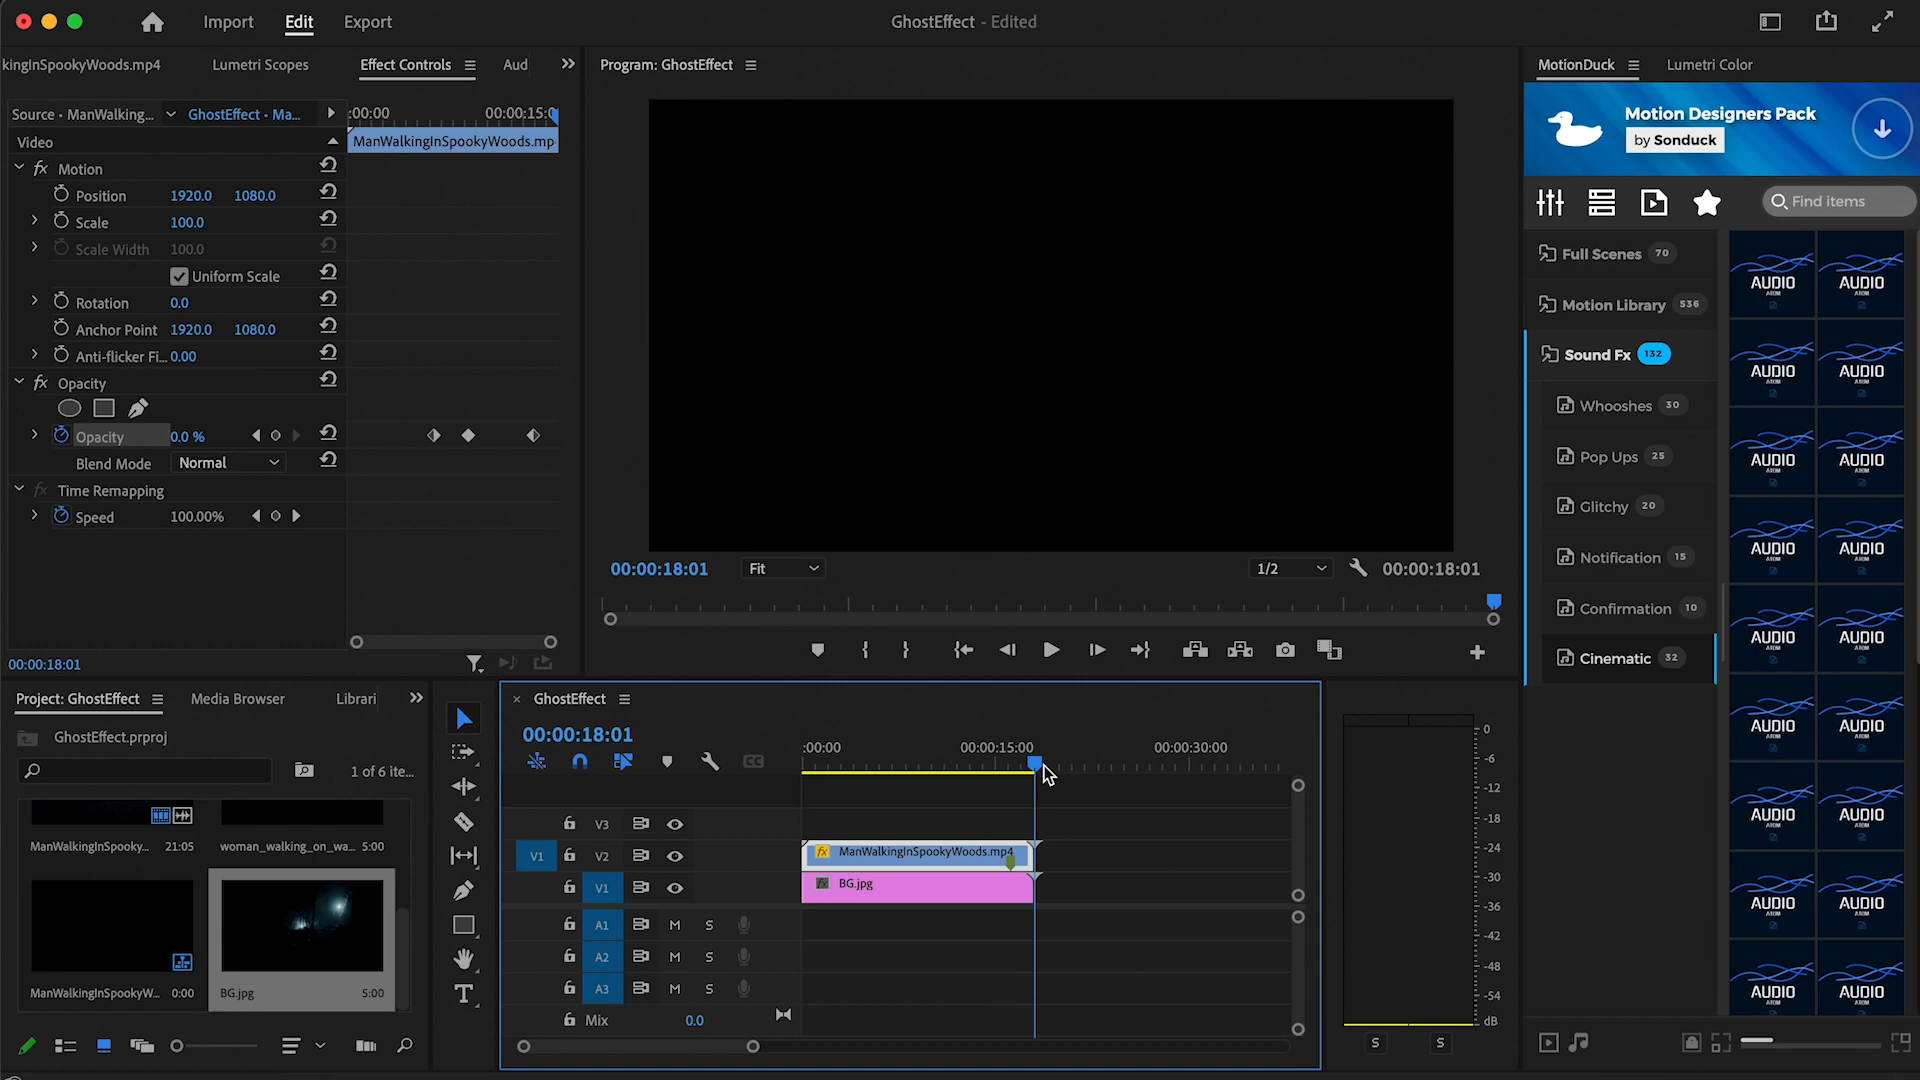 Import
Edit
Export
GhostEffect - Edited
kingInSpookyWoods.mp4
Lumetri Scopes
Effect Controls
Aud
Program: GhostEffect
MotionDuck
Lumetri Color
Source • ManWalking...
GhostEffect • Ma...
:00:00
00:00:15:0
Video
ManWalkingInSpookyWoods.mp
fx Motion
Position 1920.0 1080.0
Scale 100.0
Scale Width 100.0
Uniform Scale
Rotation 0.0
Anchor Point 1920.0 1080.0
Anti-flicker Fi... 0.00
fx Opacity
Opacity 0.0 %
Blend Mode Normal
fx Time Remapping
Speed 100.00%
00:00:18:01
00:00:18:01
Fit
1/2
00:00:18:01
Motion Designers Pack
by Sonduck
Find items
Full Scenes 70
Motion Library 536
Sound Fx 132
Whooshes 30
Pop Ups 25
Glitchy 20
Notification 15
Confirmation 10
Cinematic 32
AUDIO AUDIO
AUDIO AUDIO
AUDIO AUDIO
AUDIO AUDIO
AUDIO AUDIO
AUDIO AUDIO
AUDIO AUDIO
AUDIO AUDIO
AUDIO AUDIO
Project: GhostEffect
Media Browser
Librari
GhostEffect.prproj
1 of 6 ite...
ManWalkingInSpooky... 21:05
woman_walking_on_wa... 5:00
ManWalkingInSpookyW... 0:00
BG.jpg 5:00
× GhostEffect
00:00:18:01
:00:00
00:00:15:00
00:00:30:00
CC
V3
V1 V2
fx ManWalkingInSpookyWoods.mp4
V1
fx BG.jpg
A1 M S
A2 M S
A3 M S
Mix 0.0
0
-6
-12
-18
-24
-30
-36
-42
-48
-54
dB
S S